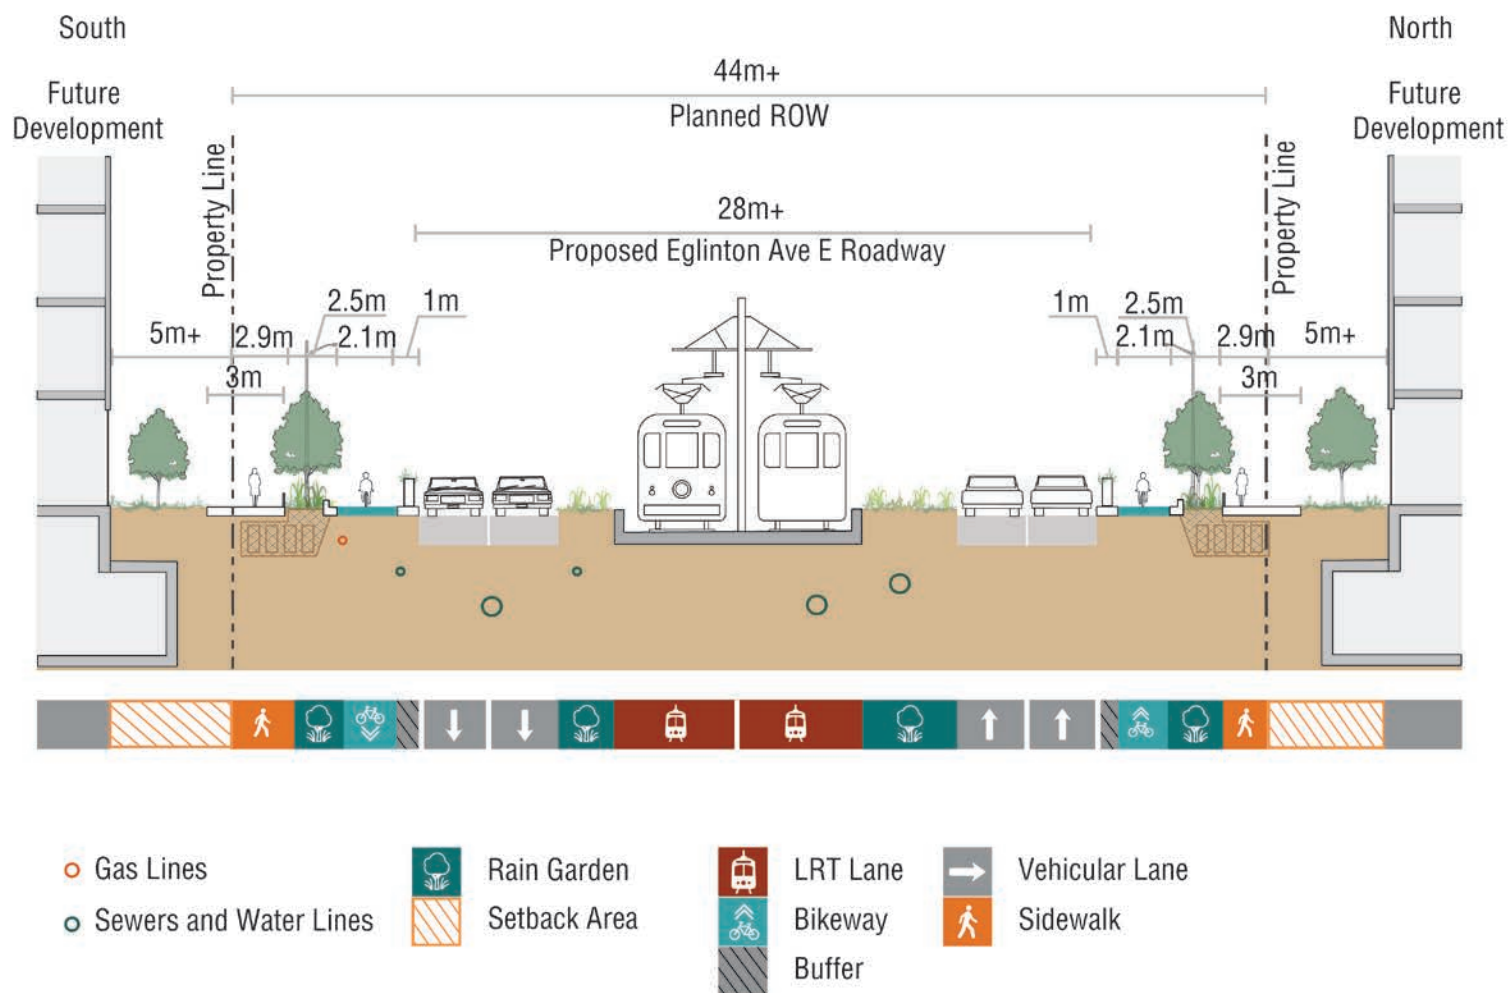 South
North
Future
Development
Future
Development
44m+
Planned ROW
Property Line
Property Line
28m+
Proposed Eglinton Ave E Roadway
2.5m
1m
1m
2.5m
5m+
2.9m
2.1m
2.1m
2.9m
5m+
3m
3m
Gas Lines
Rain Garden
LRT Lane
Vehicular Lane
Sewers and Water Lines
Setback Area
Bikeway
Sidewalk
Buffer